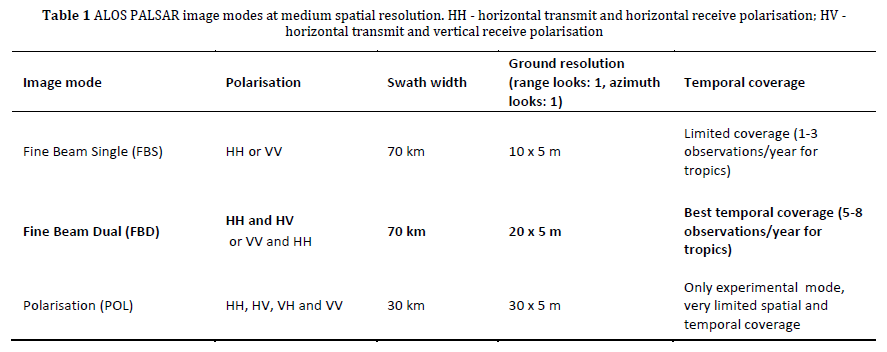 Table 1 ALOS PALSAR image modes at medium spatial resolution. HH - horizontal transmit and horizontal receive polarisation; HV -
horizontal transmit and vertical receive polarisation
Image mode
Polarisation
Swath width
Ground resolution
(range looks: 1, azimuth
looks: 1)
Temporal coverage
Fine Beam Single (FBS)
HH or VV
70 km
10 x 5 m
Limited coverage (1-3
observations/year for
tropics)
Fine Beam Dual (FBD)
HH and HV
or VV and HH
70 km
20 x 5 m
Best temporal coverage (5-8
observations/year for
tropics)
Polarisation (POL)
HH, HV, VH and VV
30 km
30 x 5 m
Only experimental mode,
very limited spatial and
temporal coverage